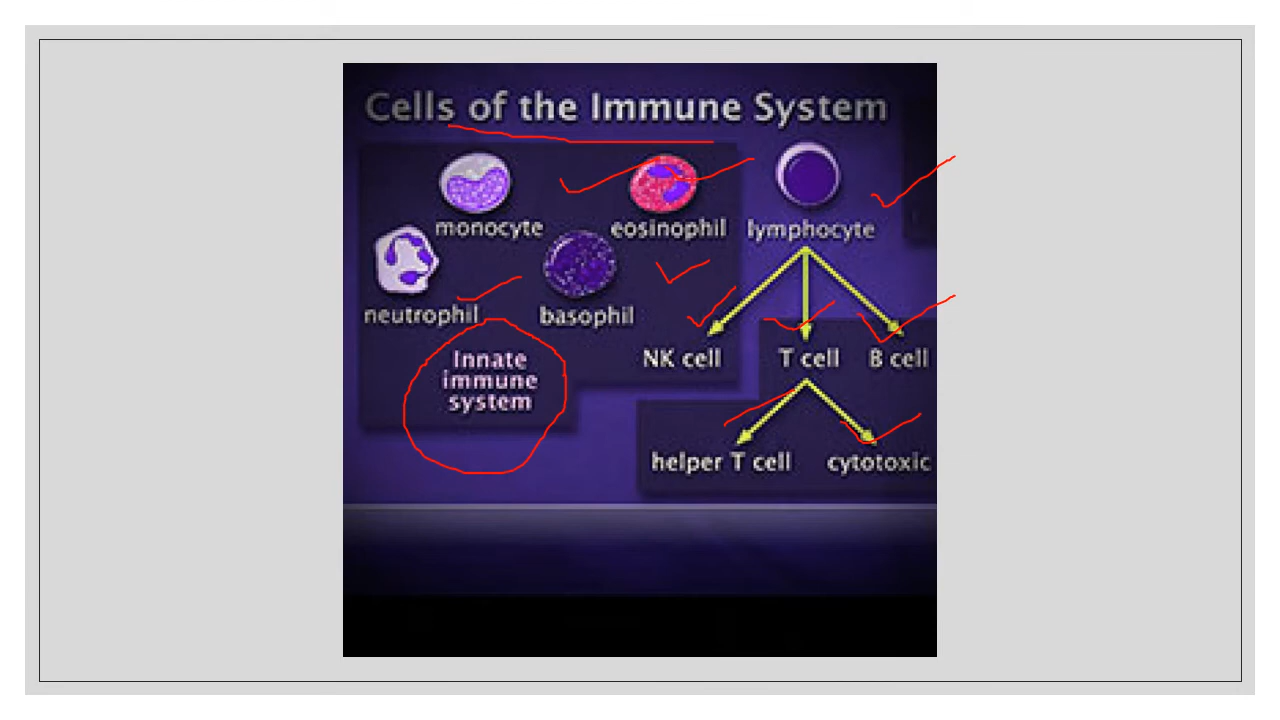 Cells of the Immune System
monocyte
eosinophil
lymphocyte
neutrophil
basophil
NK cell
T cell
B cell
Innate
immune
system
helper T cell
cytotoxic